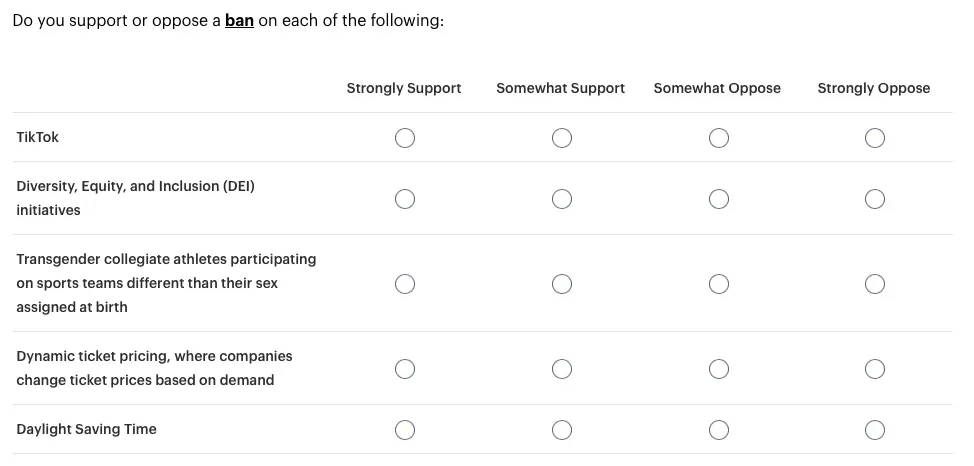 Do you support or oppose a ban on each of the following:
Strongly Support Somewhat Support Somewhat Oppose Strongly Oppose
TikTok
Diversity, Equity, and Inclusion (DEI)
initiatives
Transgender collegiate athletes participating
on sports teams different than their sex
assigned at birth
Dynamic ticket pricing, where companies
change ticket prices based on demand
Daylight Saving Time